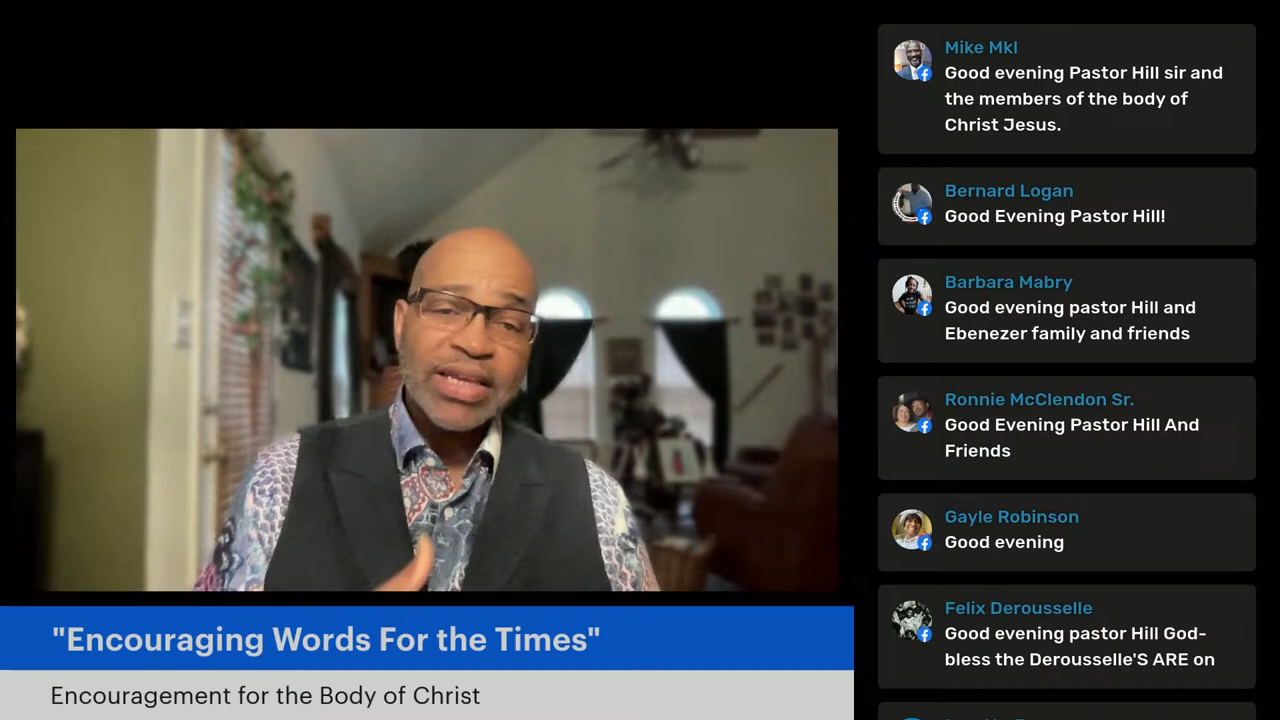 Mike Mkl
Good evening Pastor Hill sir and
the members of the body of
Christ Jesus.
Bernard Logan
Good Evening Pastor Hill!
Barbara Mabry
Good evening pastor Hill and
Ebenezer family and friends
Ronnie McClendon Sr.
Good Evening Pastor Hill And
Friends
Gayle Robinson
Good evening
Felix Derousselle
Good evening pastor Hill God-
bless the Derousselle'S ARE on
"Encouraging Words For the Times"
Encouragement for the Body of Christ